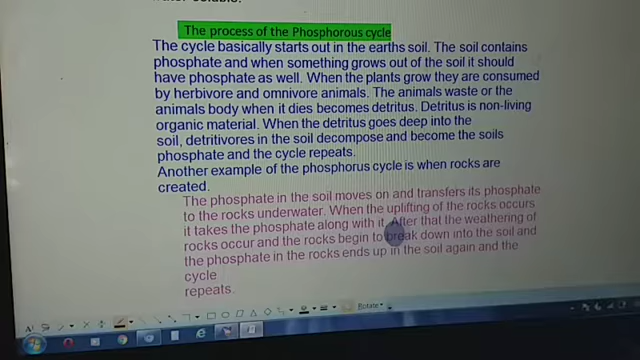 The process of the Phosphorous cycle
The cycle basically starts out in the earths soil. The soil contains
phosphate and when something grows out of the soil it should
have phosphate as well. When the plants grow they are consumed
by herbivore and omnivore animals. The animals waste or the
animals body when it dies becomes detritus. Detritus is non-living
organic material. When the detritus goes deep into the
soil, detritivores in the soil decompose and become the soils
phosphate and the cycle repeats.
Another example of the phosphorus cycle is when rocks are
created.
The phosphate in the soil moves on and transfers its phosphate
to the rocks underwater. When the uplifting of the rocks occurs
it takes the phosphate along with it. After that the weathering of
rocks occur and the rocks begin to break down into the soil and
the phosphate in the rocks ends up in the soil again and the
cycle
repeats.
Rotate